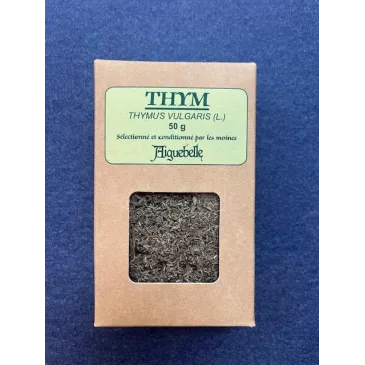 THYM
THYMUS VULGARIS (L.)
50 g
Sélectionné et conditionné par les moines
Aiguebelle